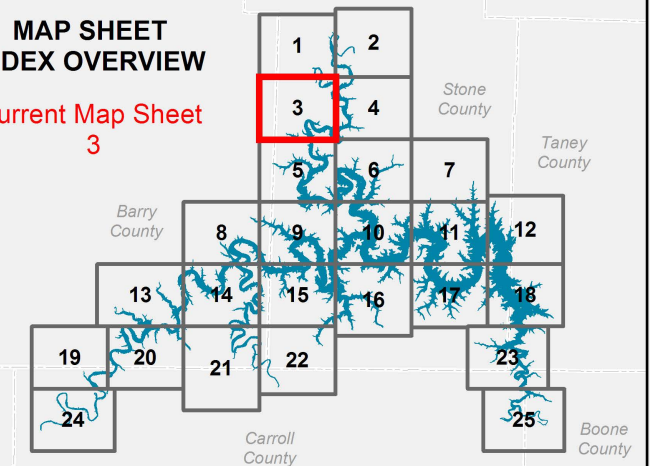 MAP SHEET
DEX OVERVIEW
urrent Map Sheet
3
1
2
3
4
Stone
County
Taney
County
5
6
7
Barry
County
8
9
10
11
12
13
14
15
16
17
18
19
20
21
22
23
24
25
Carroll
County
Boone
County